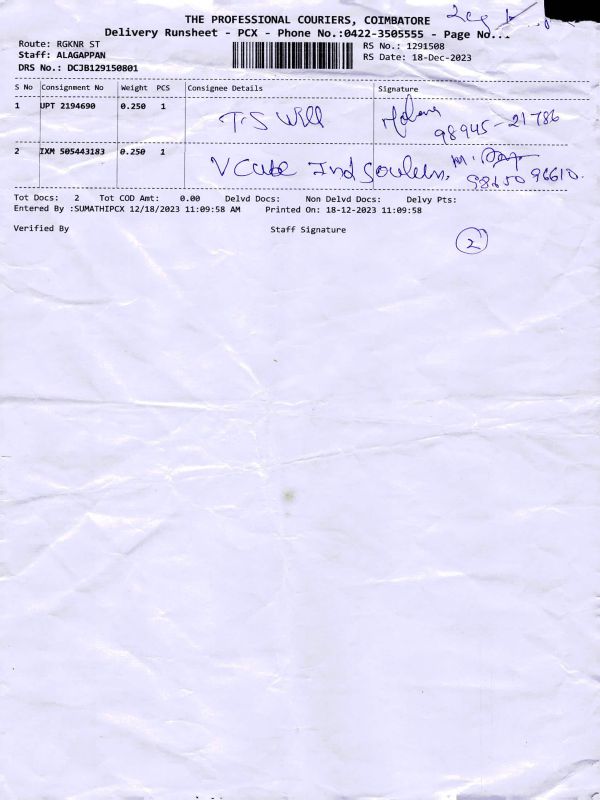 THE PROFESSIONAL COURIERS, COIMBATORE
Delivery Runsheet - PCX - Phone No.:0422-3505555 - Page No...
Route: RGKNR ST
RS No.: 1291508
Staff: ALAGAPPAN
RS Date: 18-Dec-2023
DRS No.: DCJB129150801
S No Consignment No Weight PCS Consignee Details Signature
1 UPT 2194690 0.250 1 T.S Will 98945-21786
2 IXM 505443183 0.250 1 V Cube Ind 98650 96610.
Tot Docs: 2 Tot COD Amt: 0.00 Delvd Docs: Non Delvd Docs: Delvy Pts:
Entered By :SUMATHIPCX 12/18/2023 11:09:58 AM Printed On: 18-12-2023 11:09:58
Verified By Staff Signature
2